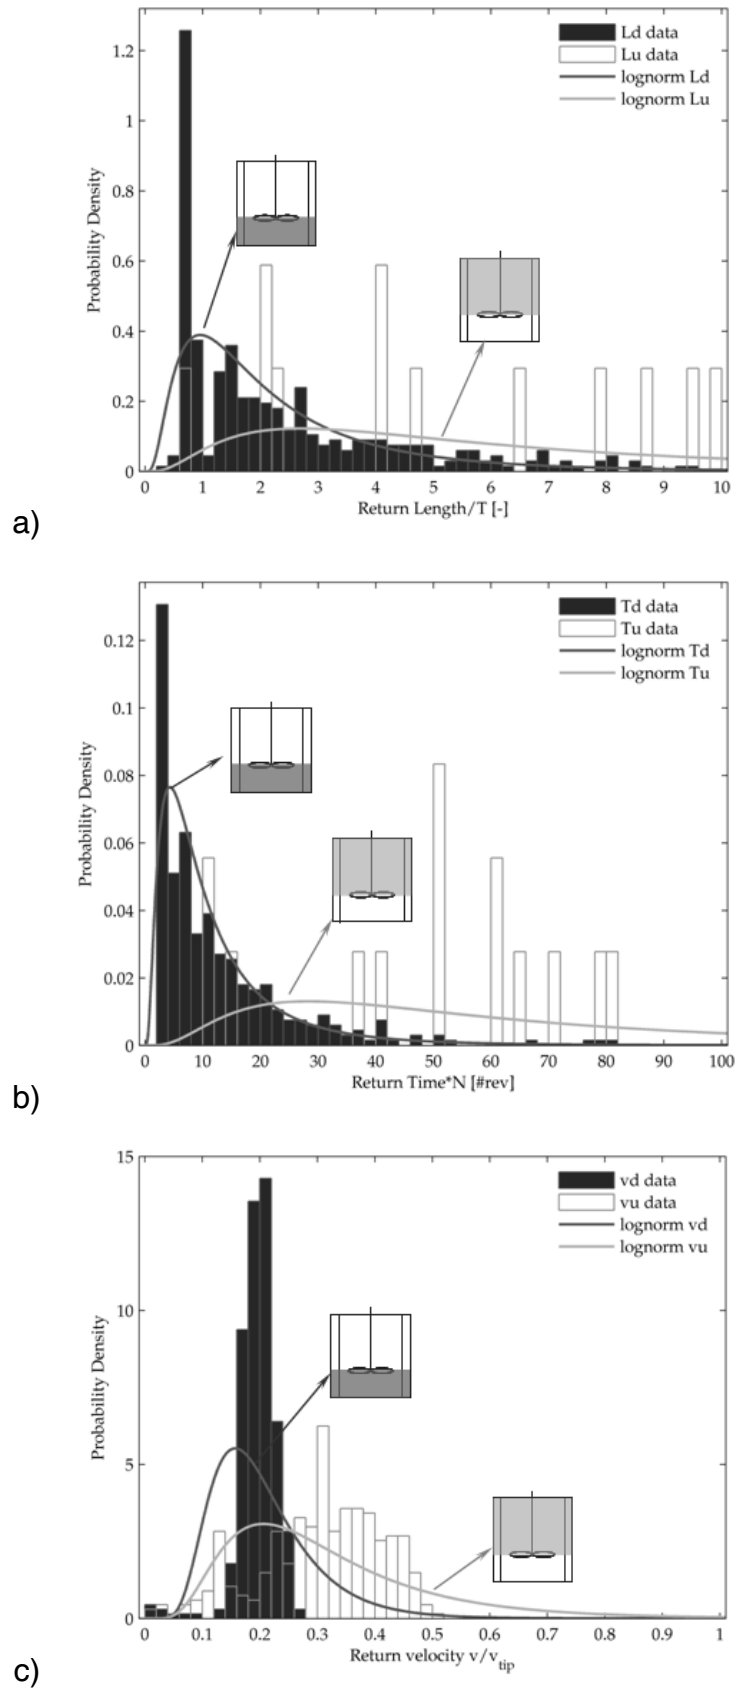 1.2
1
0.8
0.6
0.4
0.2
0
Probability Density
Ld data
Lu data
lognorm Ld
lognorm Lu
0 1 2 3 4 5 6 7 8 9 10
Return Length/T [-]
a)
0.12
0.1
0.08
0.06
0.04
0.02
0
Probability Density
Td data
Tu data
lognorm Td
lognorm Tu
0 10 20 30 40 50 60 70 80 90 100
Return Time*N [#rev]
b)
15
10
5
0
Probability Density
vd data
vu data
lognorm vd
lognorm vu
0 0.1 0.2 0.3 0.4 0.5 0.6 0.7 0.8 0.9 1
Return velocity v/v_tip
c)